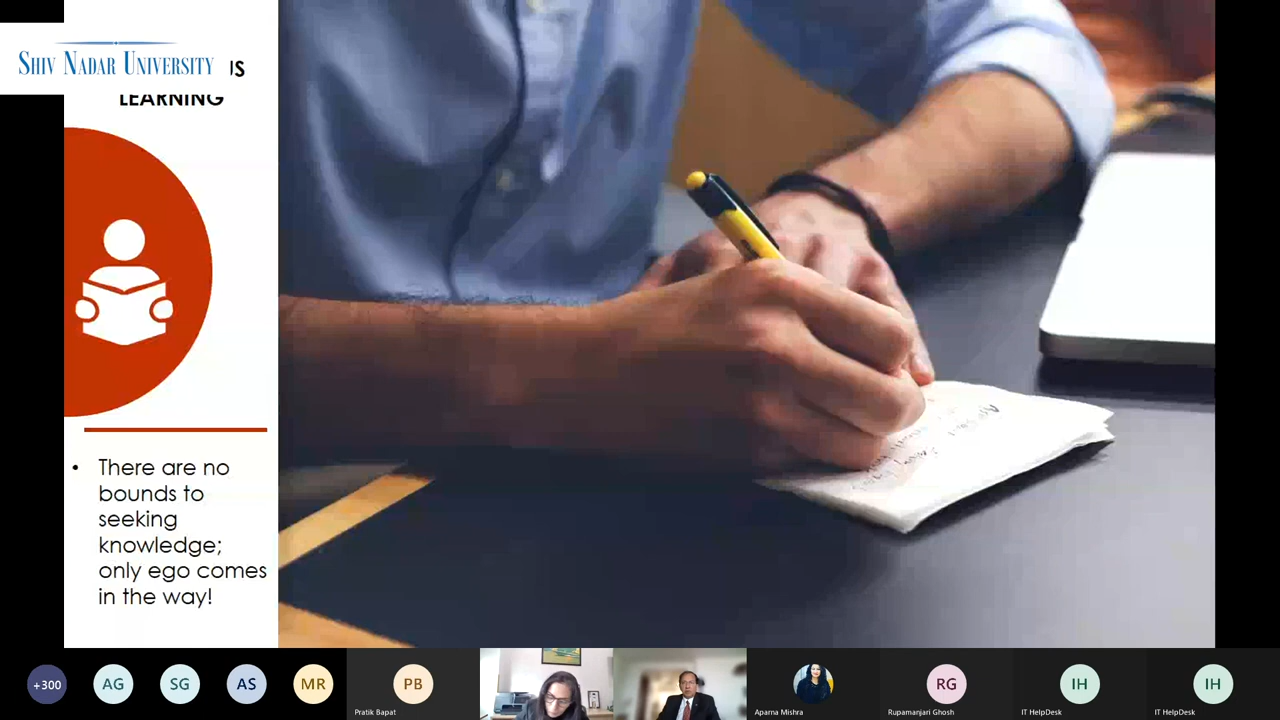 SHIV NADAR UNIVERSITY
US
LEARNING
• There are no
bounds to
seeking
knowledge;
only ego comes
in the way!
+300
AG
SG
AS
MR
PB
RG
IH
IH
Pratik Bapat
Aparna Mishra
Rupamanjari Ghosh
IT HelpDesk
IT HelpDesk